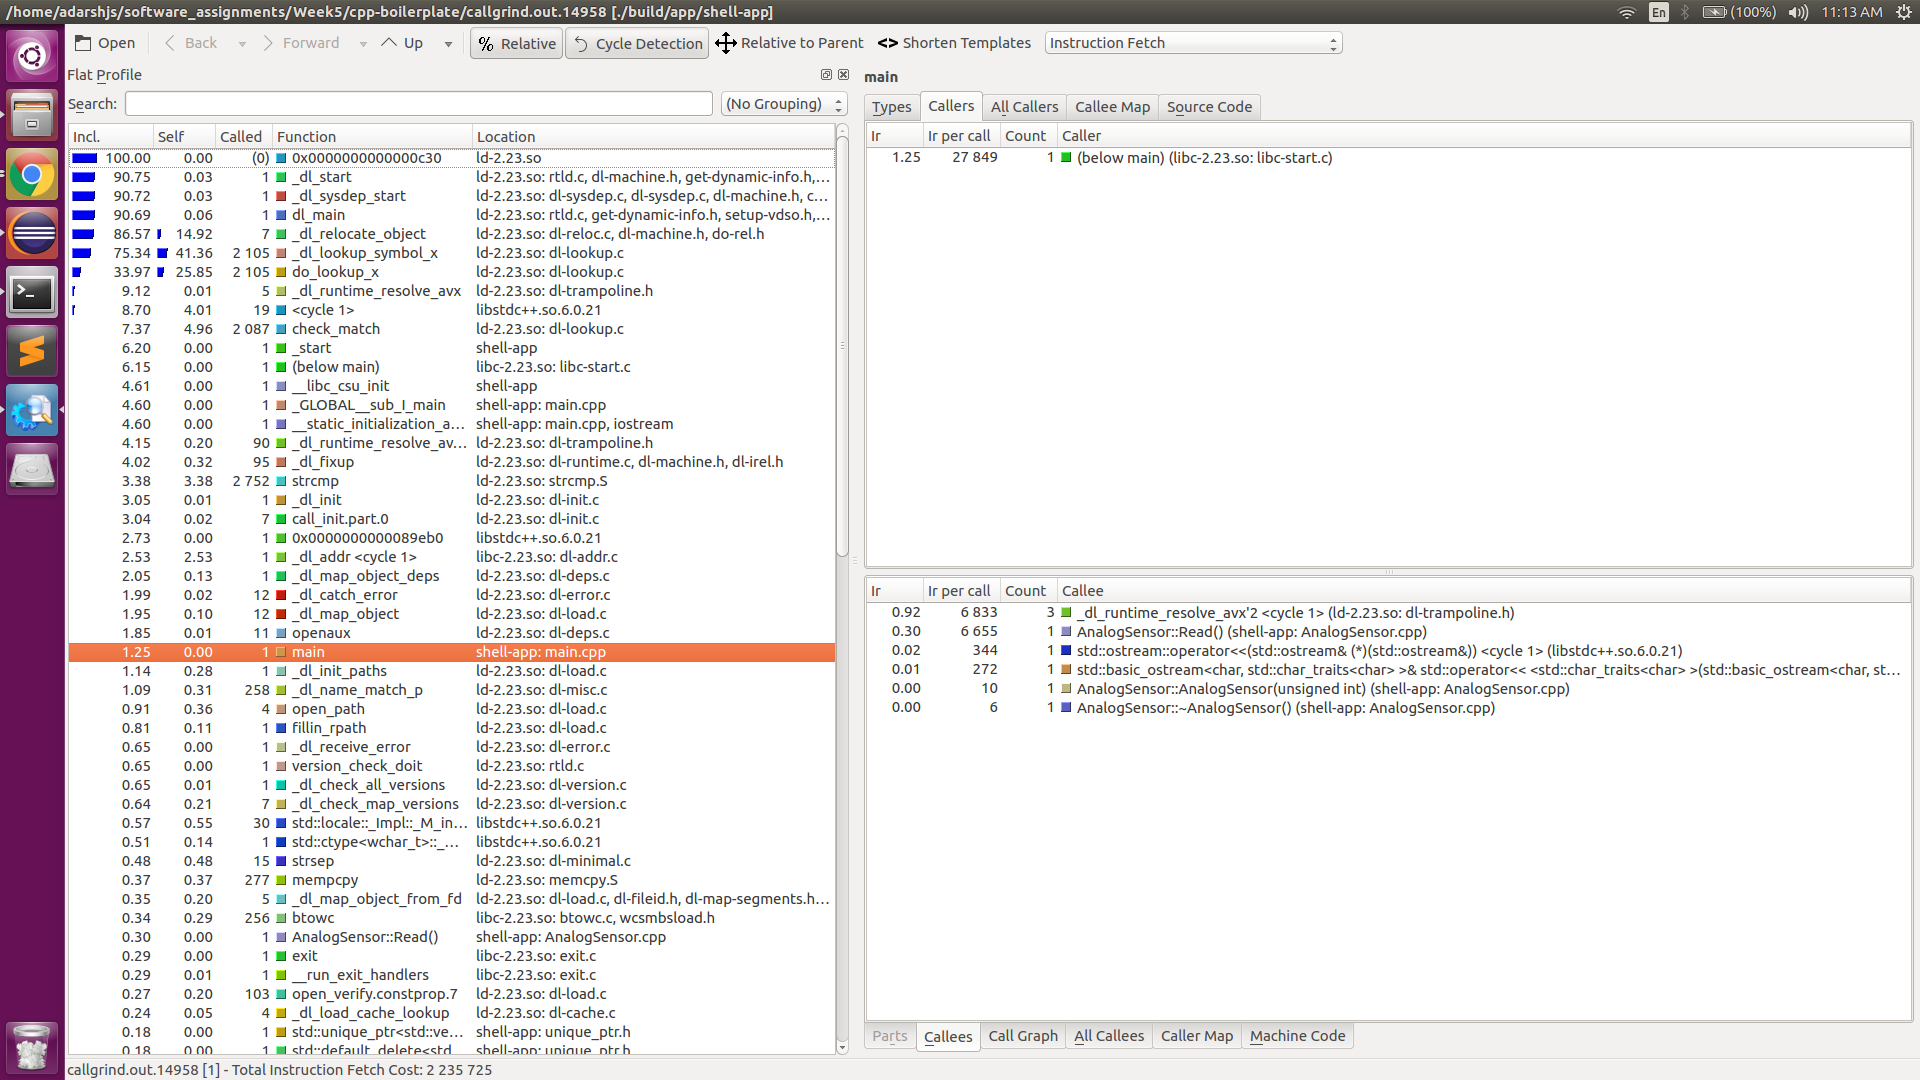 /home/adarshjs/software_assignments/Week5/cpp-boilerplate/callgrind.out.14958 [./build/app/shell-app]
En (100%) 11:13 AM
Open Back Forward Up % Relative Cycle Detection Relative to Parent <> Shorten Templates Instruction Fetch
Flat Profile
Search: (No Grouping)
Incl. Self Called Function Location
100.00 0.00 (0) 0x0000000000000c30 ld-2.23.so
90.75 0.03 1 _dl_start ld-2.23.so: rtld.c, dl-machine.h, get-dynamic-info.h,...
90.72 0.03 1 _dl_sysdep_start ld-2.23.so: dl-sysdep.c, dl-sysdep.c, dl-machine.h, c...
90.69 0.06 1 dl_main ld-2.23.so: rtld.c, get-dynamic-info.h, setup-vdso.h,...
86.57 14.92 7 _dl_relocate_object ld-2.23.so: dl-reloc.c, dl-machine.h, do-rel.h
75.34 41.36 2 105 _dl_lookup_symbol_x ld-2.23.so: dl-lookup.c
33.97 25.85 2 105 do_lookup_x ld-2.23.so: dl-lookup.c
9.12 0.01 5 _dl_runtime_resolve_avx ld-2.23.so: dl-trampoline.h
8.70 4.01 19 <cycle 1> libstdc++.so.6.0.21
7.37 4.96 2 087 check_match ld-2.23.so: dl-lookup.c
6.20 0.00 1 _start shell-app
6.15 0.00 1 (below main) libc-2.23.so: libc-start.c
4.61 0.00 1 __libc_csu_init shell-app
4.60 0.00 1 _GLOBAL__sub_I_main shell-app: main.cpp
4.60 0.00 1 __static_initialization_a... shell-app: main.cpp, iostream
4.15 0.20 90 _dl_runtime_resolve_av... ld-2.23.so: dl-trampoline.h
4.02 0.32 95 _dl_fixup ld-2.23.so: dl-runtime.c, dl-machine.h, dl-irel.h
3.38 3.38 2 752 strcmp ld-2.23.so: strcmp.S
3.05 0.01 1 _dl_init ld-2.23.so: dl-init.c
3.04 0.02 7 call_init.part.0 ld-2.23.so: dl-init.c
2.73 0.00 1 0x0000000000089eb0 libstdc++.so.6.0.21
2.53 2.53 1 _dl_addr <cycle 1> libc-2.23.so: dl-addr.c
2.05 0.13 1 _dl_map_object_deps ld-2.23.so: dl-deps.c
1.99 0.02 12 _dl_catch_error ld-2.23.so: dl-error.c
1.95 0.10 12 _dl_map_object ld-2.23.so: dl-load.c
1.85 0.01 11 openaux ld-2.23.so: dl-deps.c
1.25 0.00 1 main shell-app: main.cpp
1.14 0.28 1 _dl_init_paths ld-2.23.so: dl-load.c
1.09 0.31 258 _dl_name_match_p ld-2.23.so: dl-misc.c
0.91 0.36 4 open_path ld-2.23.so: dl-load.c
0.81 0.11 1 fillin_rpath ld-2.23.so: dl-load.c
0.65 0.00 1 _dl_receive_error ld-2.23.so: dl-error.c
0.65 0.00 1 version_check_doit ld-2.23.so: rtld.c
0.65 0.01 1 _dl_check_all_versions ld-2.23.so: dl-version.c
0.64 0.21 7 _dl_check_map_versions ld-2.23.so: dl-version.c
0.57 0.55 30 std::locale::_Impl::_M_in... libstdc++.so.6.0.21
0.51 0.14 1 std::ctype<wchar_t>::_... libstdc++.so.6.0.21
0.48 0.48 15 strsep ld-2.23.so: dl-minimal.c
0.37 0.37 277 mempcpy ld-2.23.so: memcpy.S
0.35 0.20 5 _dl_map_object_from_fd ld-2.23.so: dl-load.c, dl-fileid.h, dl-map-segments.h...
0.34 0.29 256 btowc libc-2.23.so: btowc.c, wcsmbsload.h
0.30 0.00 1 AnalogSensor::Read() shell-app: AnalogSensor.cpp
0.29 0.00 1 exit libc-2.23.so: exit.c
0.29 0.01 1 __run_exit_handlers libc-2.23.so: exit.c
0.27 0.20 103 open_verify.constprop.7 ld-2.23.so: dl-load.c
0.24 0.05 4 _dl_load_cache_lookup ld-2.23.so: dl-cache.c
0.18 0.00 1 std::unique_ptr<std::ve... shell-app: unique_ptr.h
0.18 0.00 1 std::default_delete<std... shell-app: unique_ptr.h
main
Types Callers All Callers Callee Map Source Code
Ir Ir per call Count Caller
1.25 27 849 1 (below main) (libc-2.23.so: libc-start.c)
Ir Ir per call Count Callee
0.92 6 833 3 _dl_runtime_resolve_avx'2 <cycle 1> (ld-2.23.so: dl-trampoline.h)
0.30 6 655 1 AnalogSensor::Read() (shell-app: AnalogSensor.cpp)
0.02 344 1 std::ostream::operator<<(std::ostream& (*)(std::ostream&)) <cycle 1> (libstdc++.so.6.0.21)
0.01 272 1 std::basic_ostream<char, std::char_traits<char> >& std::operator<< <std::char_traits<char> >(std::basic_ostream<char, st...
0.00 10 1 AnalogSensor::AnalogSensor(unsigned int) (shell-app: AnalogSensor.cpp)
0.00 6 1 AnalogSensor::~AnalogSensor() (shell-app: AnalogSensor.cpp)
Parts Callees Call Graph All Callees Caller Map Machine Code
callgrind.out.14958 [1] - Total Instruction Fetch Cost: 2 235 725